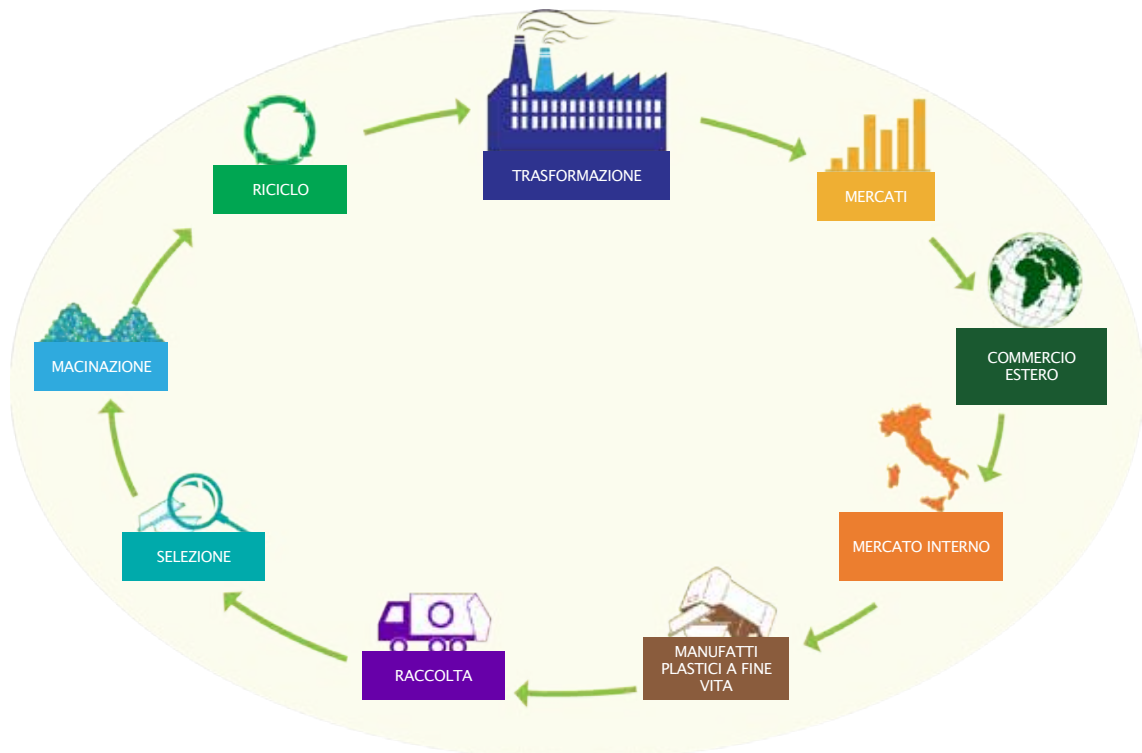 TRASFORMAZIONE
RICICLO
MERCATI
COMMERCIO
ESTERO
MACINAZIONE
MERCATO INTERNO
SELEZIONE
MANUFATTI
PLASTICI A FINE
VITA
RACCOLTA